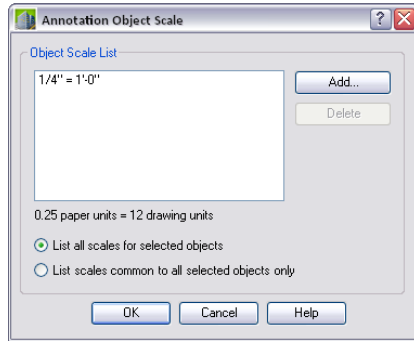 Annotation Object Scale
Object Scale List
1/4" = 1'-0"
Add...
Delete
0.25 paper units = 12 drawing units
List all scales for selected objects
List scales common to all selected objects only
OK Cancel Help